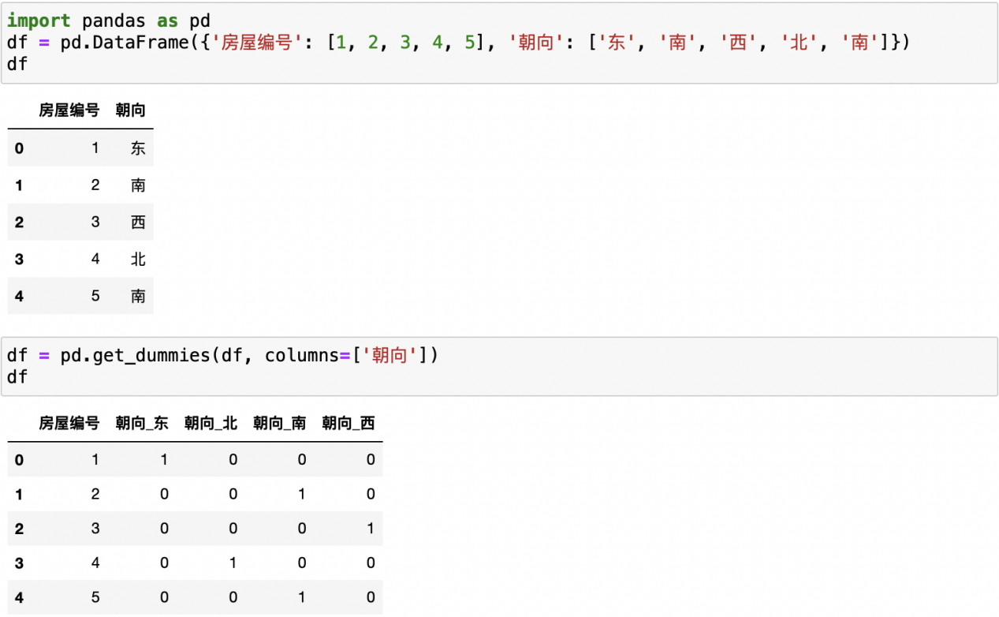 import pandas as pd
df = pd.DataFrame({'房屋编号': [1, 2, 3, 4, 5], '朝向': ['东', '南', '西', '北', '南']})
df
房屋编号 朝向
0 1 东
1 2 南
2 3 西
3 4 北
4 5 南
df = pd.get_dummies(df, columns=['朝向'])
df
房屋编号 朝向_东 朝向_北 朝向_南 朝向_西
0 1 1 0 0 0
1 2 0 0 1 0
2 3 0 0 0 1
3 4 0 1 0 0
4 5 0 0 1 0